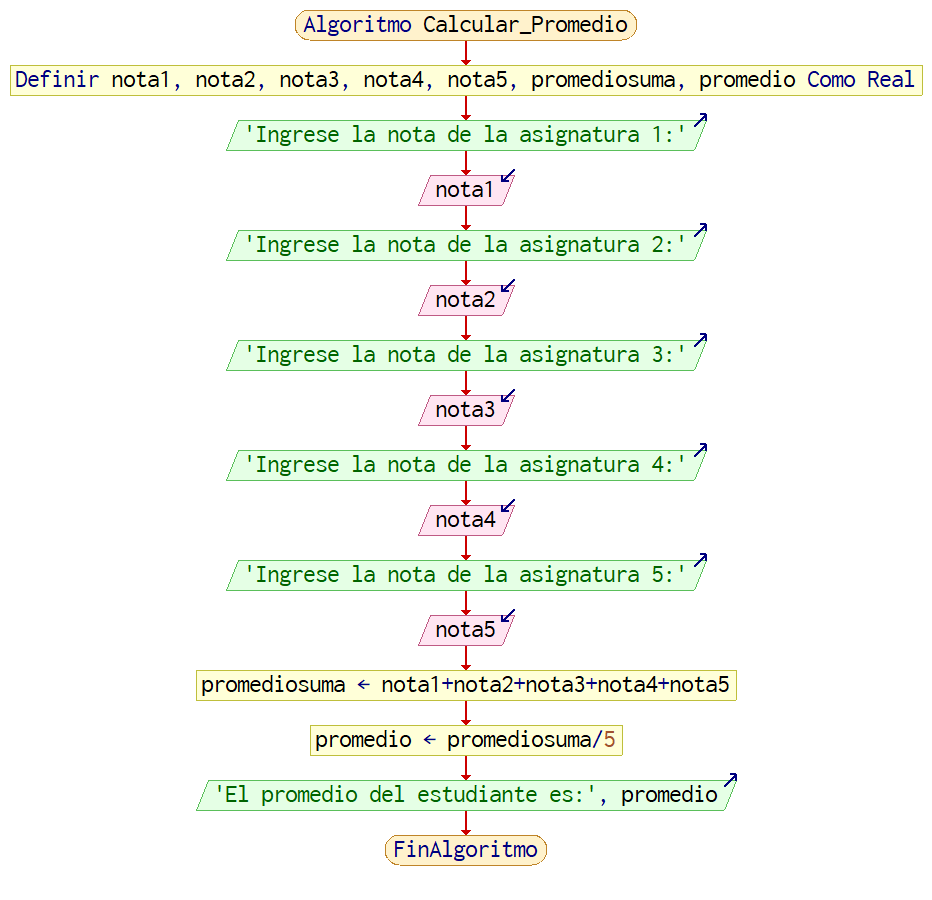 Algoritmo Calcular_Promedio
Definir nota1, nota2, nota3, nota4, nota5, promediosuma, promedio Como Real
'Ingrese la nota de la asignatura 1:'
nota1
'Ingrese la nota de la asignatura 2:'
nota2
'Ingrese la nota de la asignatura 3:'
nota3
'Ingrese la nota de la asignatura 4:'
nota4
'Ingrese la nota de la asignatura 5:'
nota5
promediosuma ← nota1+nota2+nota3+nota4+nota5
promedio ← promediosuma/5
'El promedio del estudiante es:', promedio
FinAlgoritmo